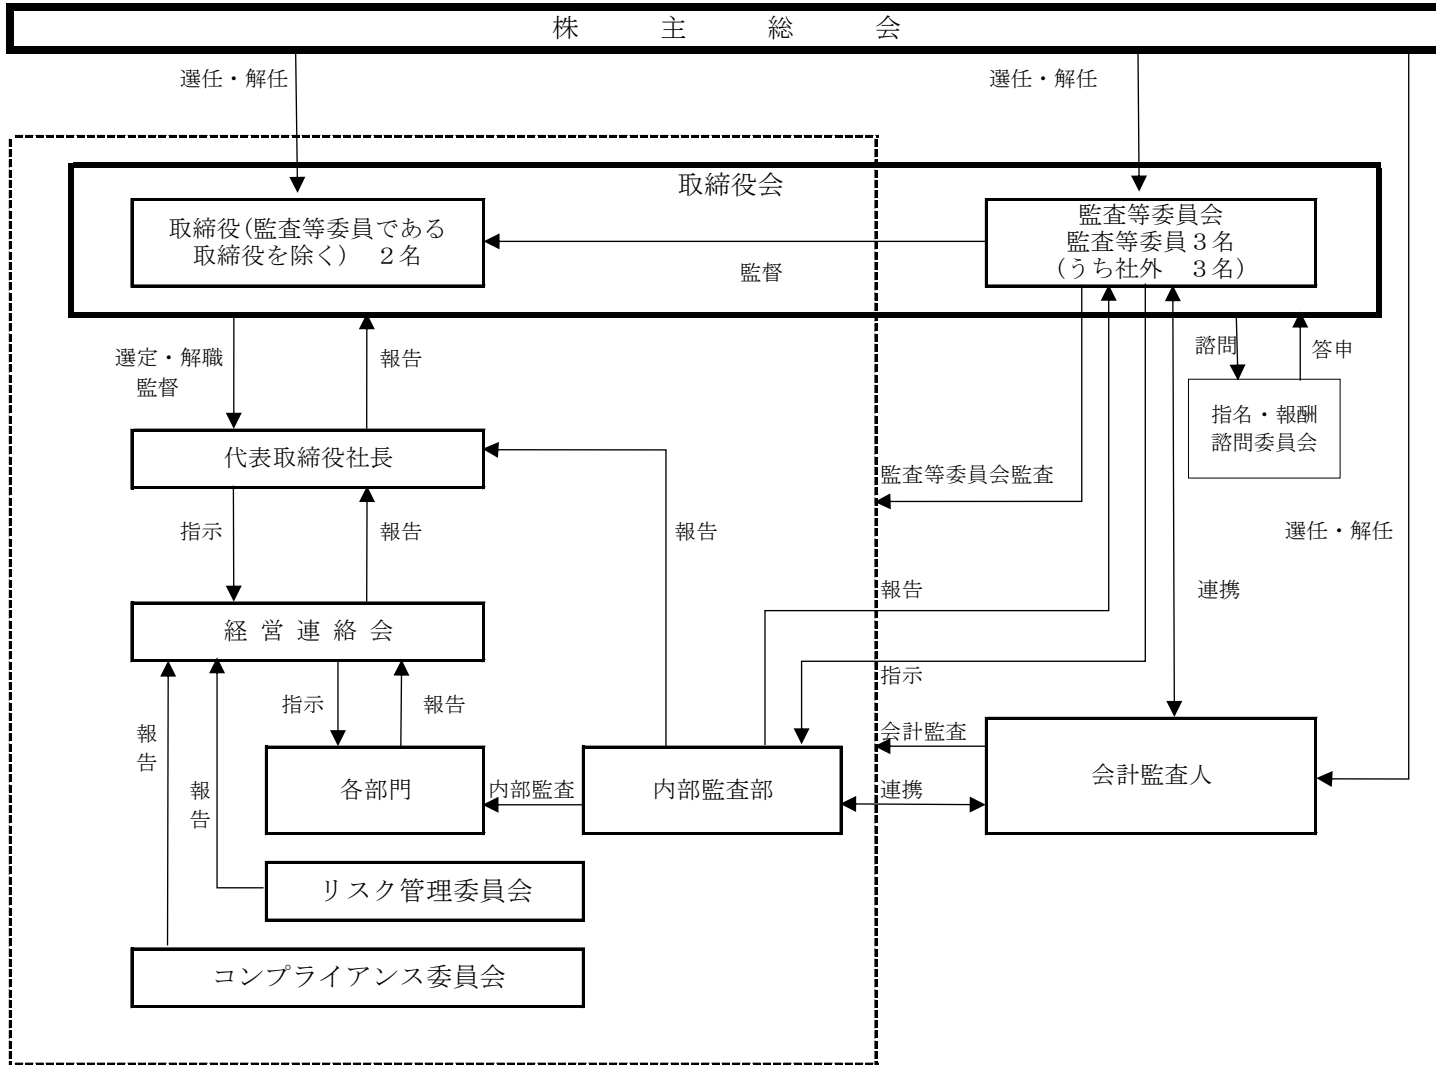 株主総会
選任・解任
選任・解任
取締役会
取締役(監査等委員である
取締役を除く) 2名
監査等委員会
監査等委員3名
(うち社外 3名)
監督
選定・解職
監督
報告
諮問
答申
指名・報酬
諮問委員会
代表取締役社長
監査等委員会監査
指示
報告
報告
選任・解任
報告
連携
経営連絡会
指示
指示
報告
報告
会計監査
報告
各部門
内部監査
内部監査部
連携
会計監査人
リスク管理委員会
コンプライアンス委員会